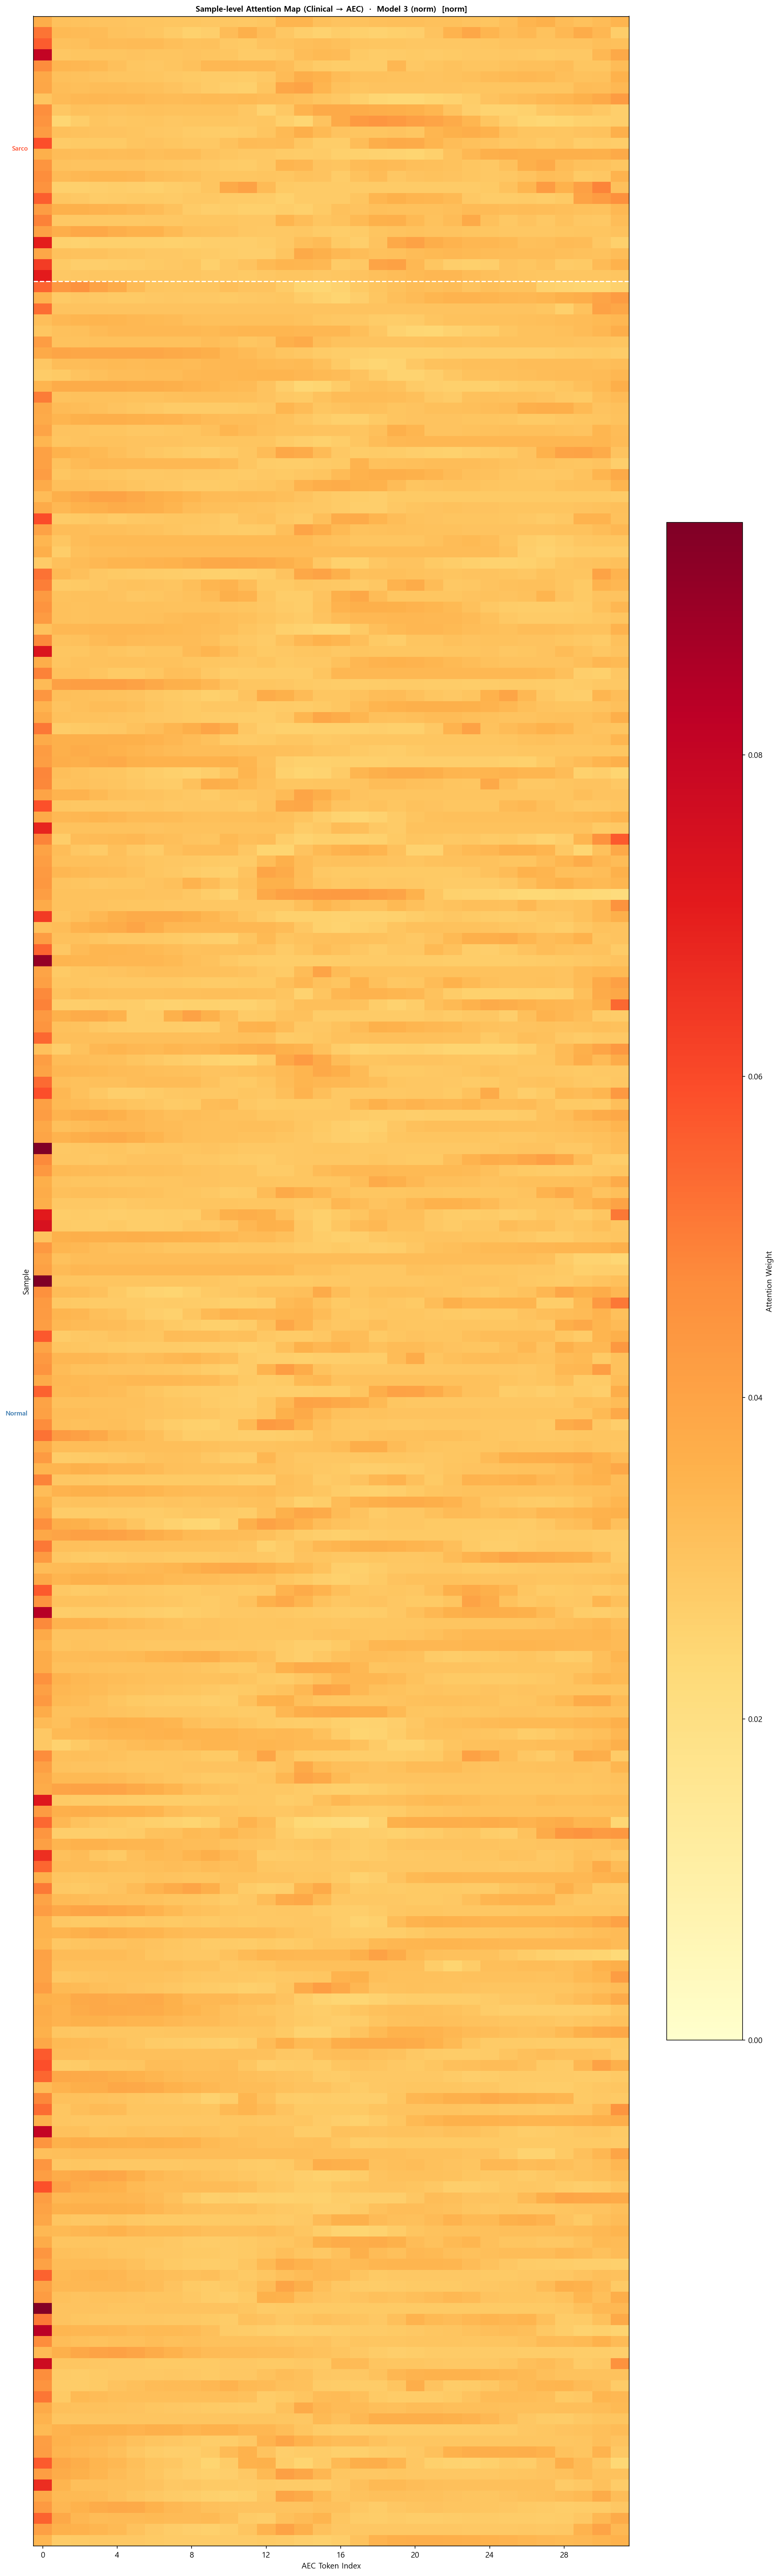 Sample-level Attention Map (Clinical → AEC) · Model 3 (norm) [norm]
Sarco
Normal
Sample
0 4 8 12 16 20 24 28
AEC Token Index
0.08
0.06
0.04
0.02
0.00
Attention Weight